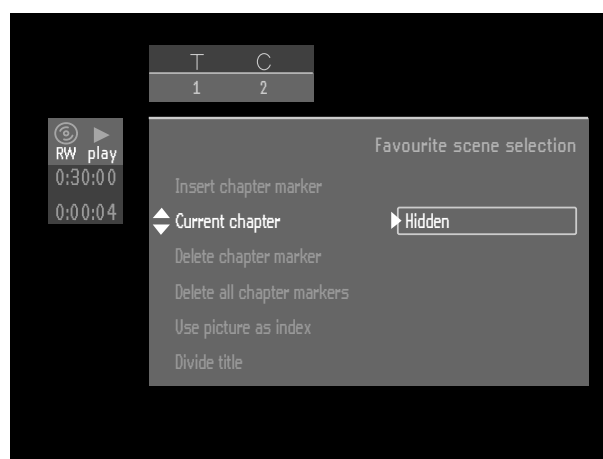 T C
1 2
RW play
0:30:00
0:00:04
Favourite scene selection
Insert chapter marker
Current chapter Hidden
Delete chapter marker
Delete all chapter markers
Use picture as index
Divide title